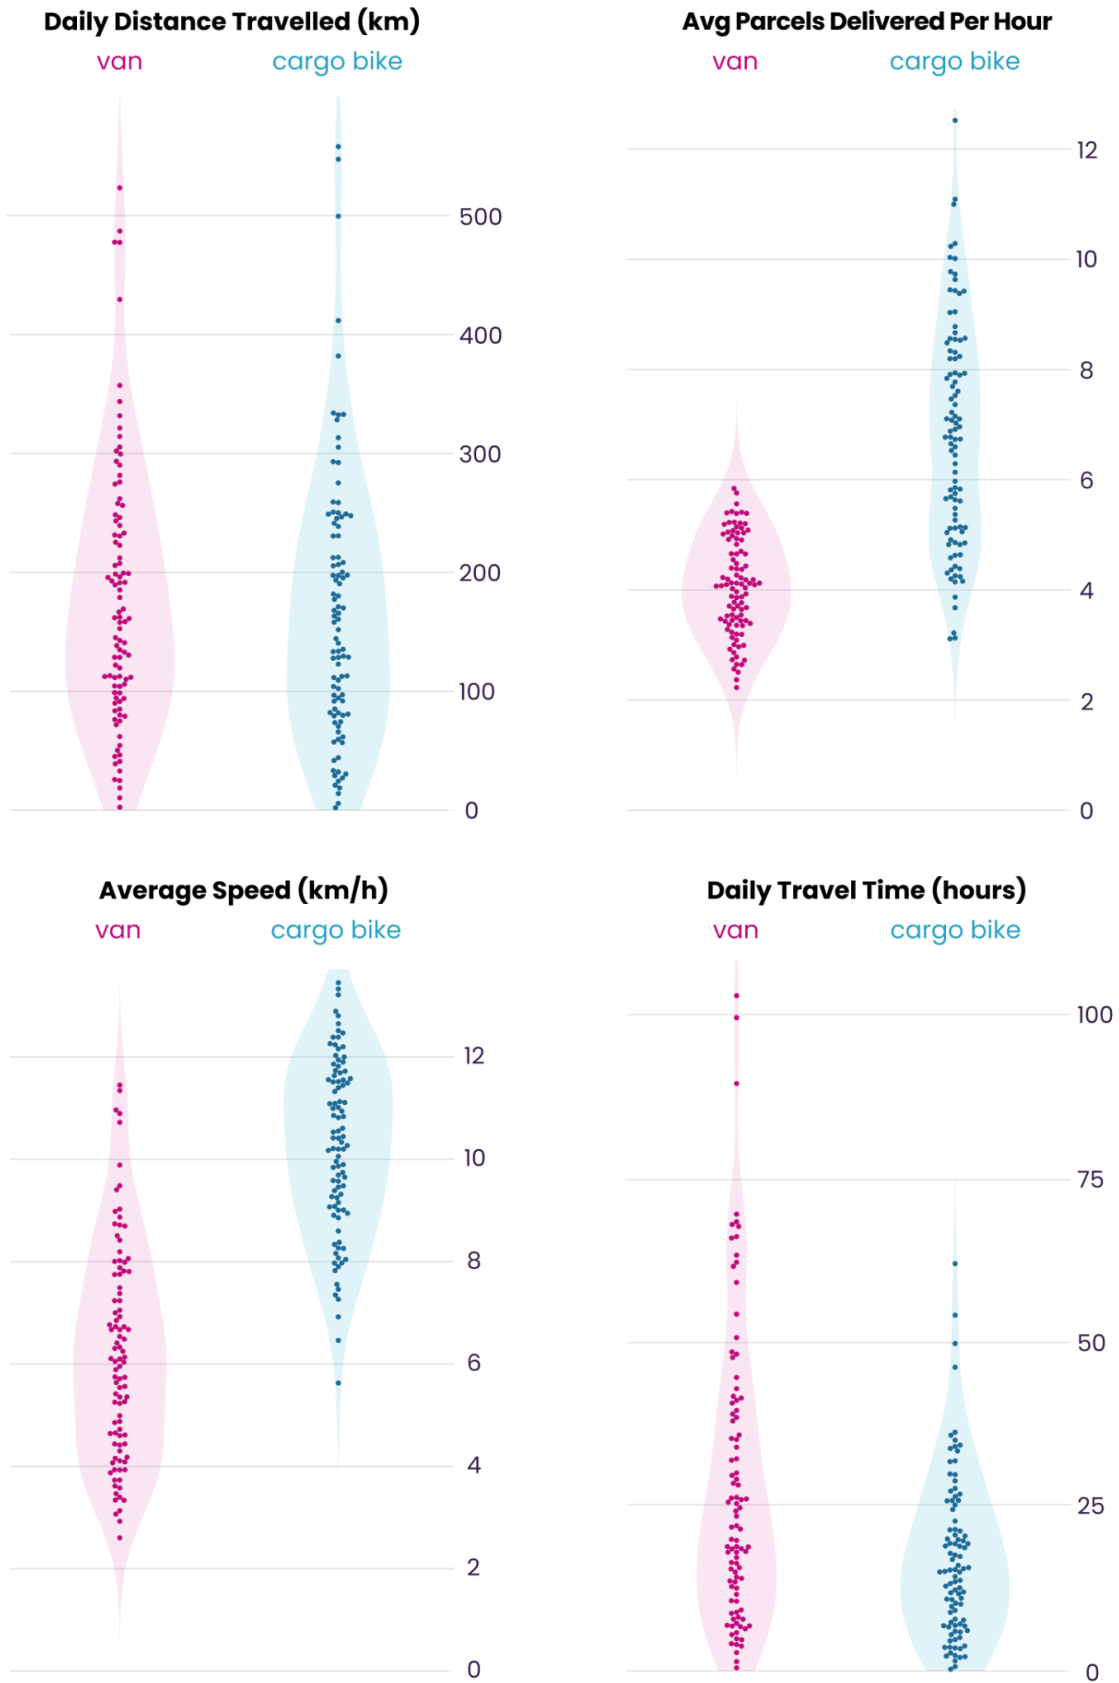 Daily Distance Travelled (km)
van
cargo bike
500
400
300
200
100
0
Avg Parcels Delivered Per Hour
van
cargo bike
12
10
8
6
4
2
0
Average Speed (km/h)
van
cargo bike
12
10
8
6
4
2
0
Daily Travel Time (hours)
van
cargo bike
100
75
50
25
0